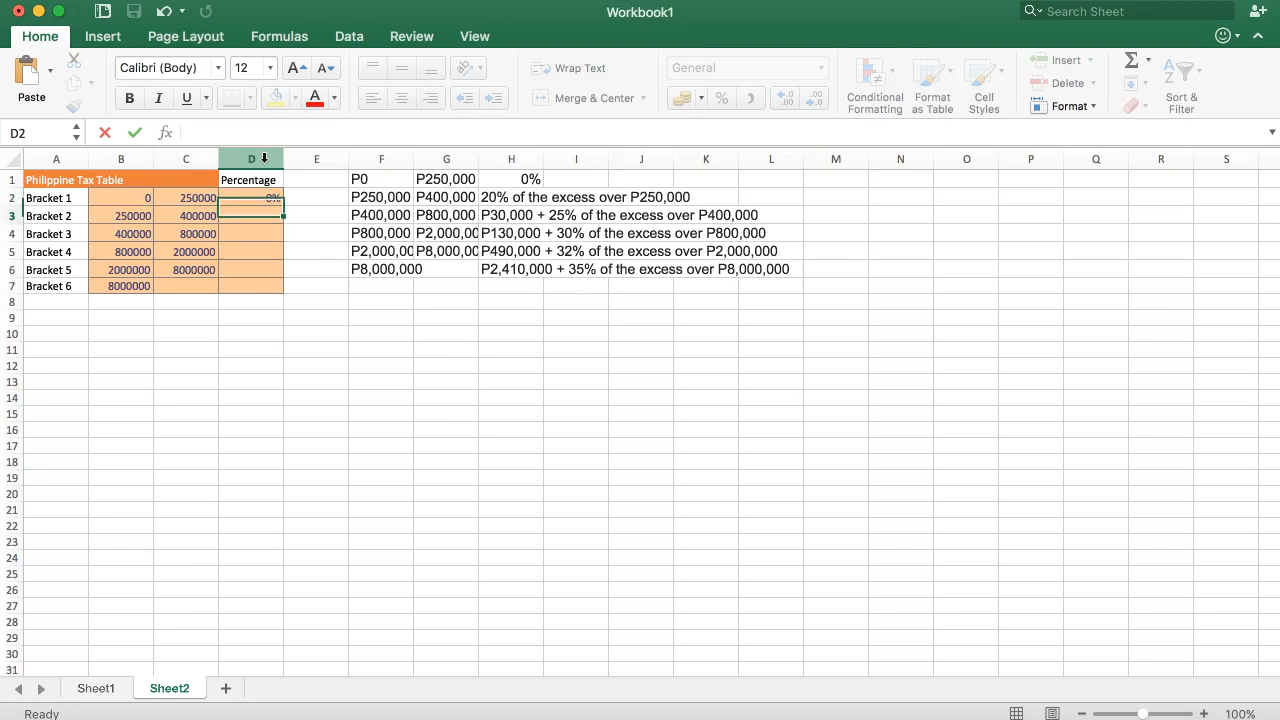 Workbook1
Search Sheet
Home Insert Page Layout Formulas Data Review View
Paste
Calibri (Body) 12 A A
B I U A
Wrap Text
Merge & Center
General
%
Conditional Formatting
Format as Table
Cell Styles
Insert
Delete
Format
Sort & Filter
D2 fx
A B C D E F G H I J K L M N O P Q R S
1 Philippine Tax Table Percentage P0 P250,000 0%
2 Bracket 1 0 250000 0% P250,000 P400,000 20% of the excess over P250,000
3 Bracket 2 250000 400000 P400,000 P800,000 P30,000 + 25% of the excess over P400,000
4 Bracket 3 400000 800000 P800,000 P2,000,00 P130,000 + 30% of the excess over P800,000
5 Bracket 4 800000 2000000 P2,000,00 P8,000,00 P490,000 + 32% of the excess over P2,000,000
6 Bracket 5 2000000 8000000 P8,000,000 P2,410,000 + 35% of the excess over P8,000,000
7 Bracket 6 8000000
8
9
10
11
12
13
14
15
16
17
18
19
20
21
22
23
24
25
26
27
28
29
30
31
Sheet1 Sheet2
Ready 100%